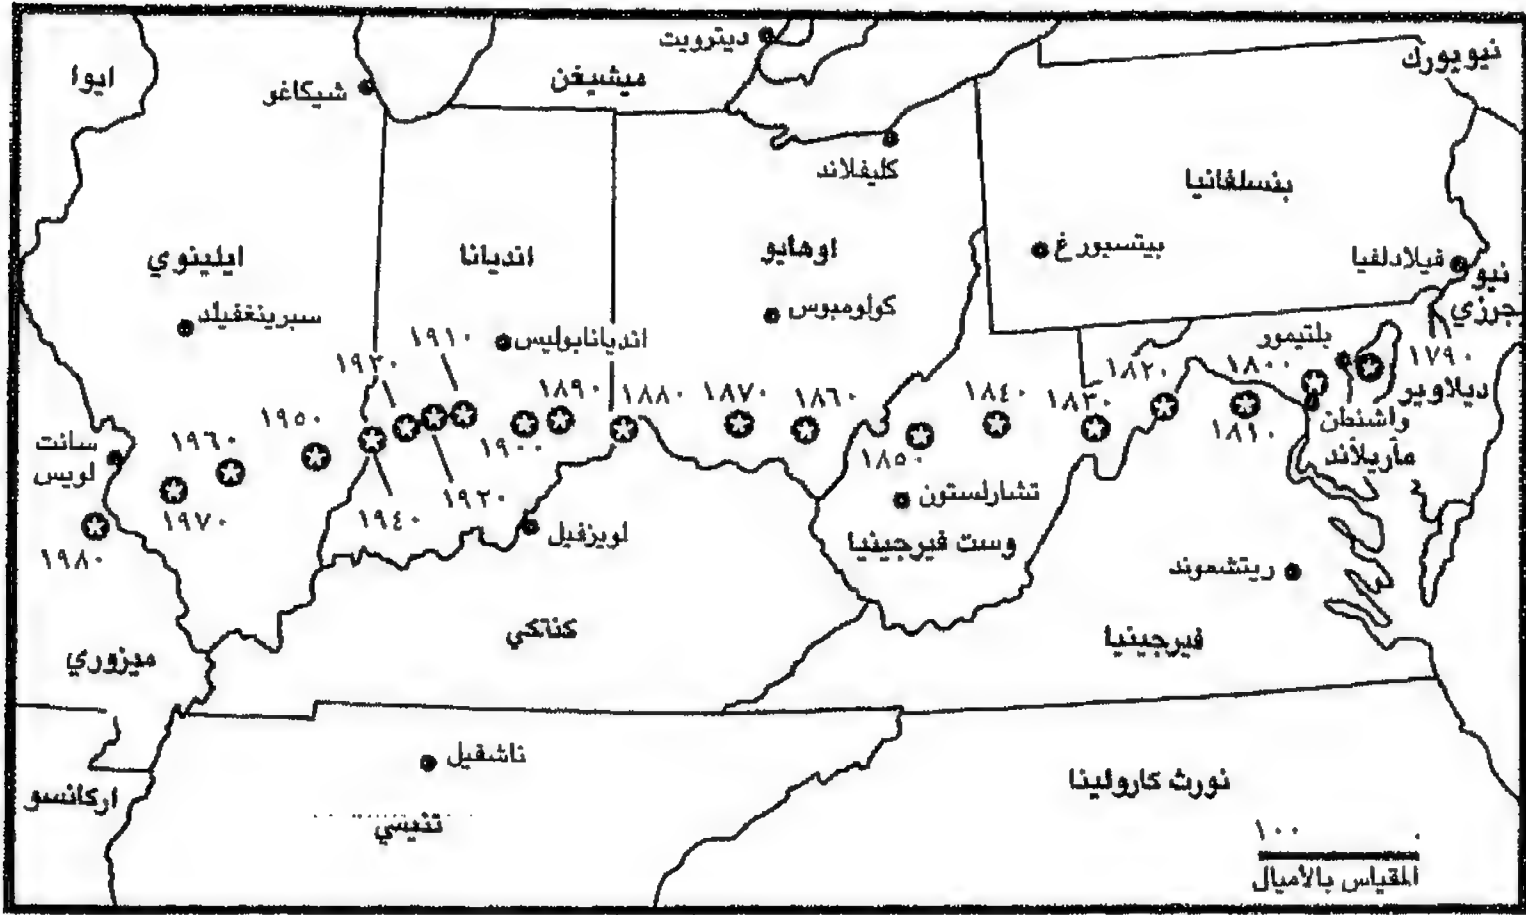 نيويورك
ديترويت
ميشيغن
ايوا
شيكاغو
كليفلاند
بنسلفانيا
اوهايو
انديانا
ايلينوي
بيتسبورغ
فيلادلفيا
نيو
جرزي
كولومبوس
سبرينغفيلد
انديانابوليس
بلتيمور
١٧٩٠
ديلاوير
١٨٠٠
واشنطن
مأريلاند
١٨١٠
١٨٢٠
١٨٣٠
١٨٤٠
١٨٥٠
١٨٦٠
١٨٧٠
١٨٨٠
١٨٩٠
١٩٠٠
١٩١٠
١٩٢٠
١٩٣٠
١٩٤٠
١٩٥٠
١٩٦٠
١٩٧٠
١٩٨٠
سانت
لويس
تشارلستون
وست فيرجينيا
لويزفيل
ريتشموند
فيرجينيا
كنتكي
ميزوري
ناشفيل
تنيسي
اركانسو
نورث كارولينا
١٠٠ ٠
المقياس بالأميال